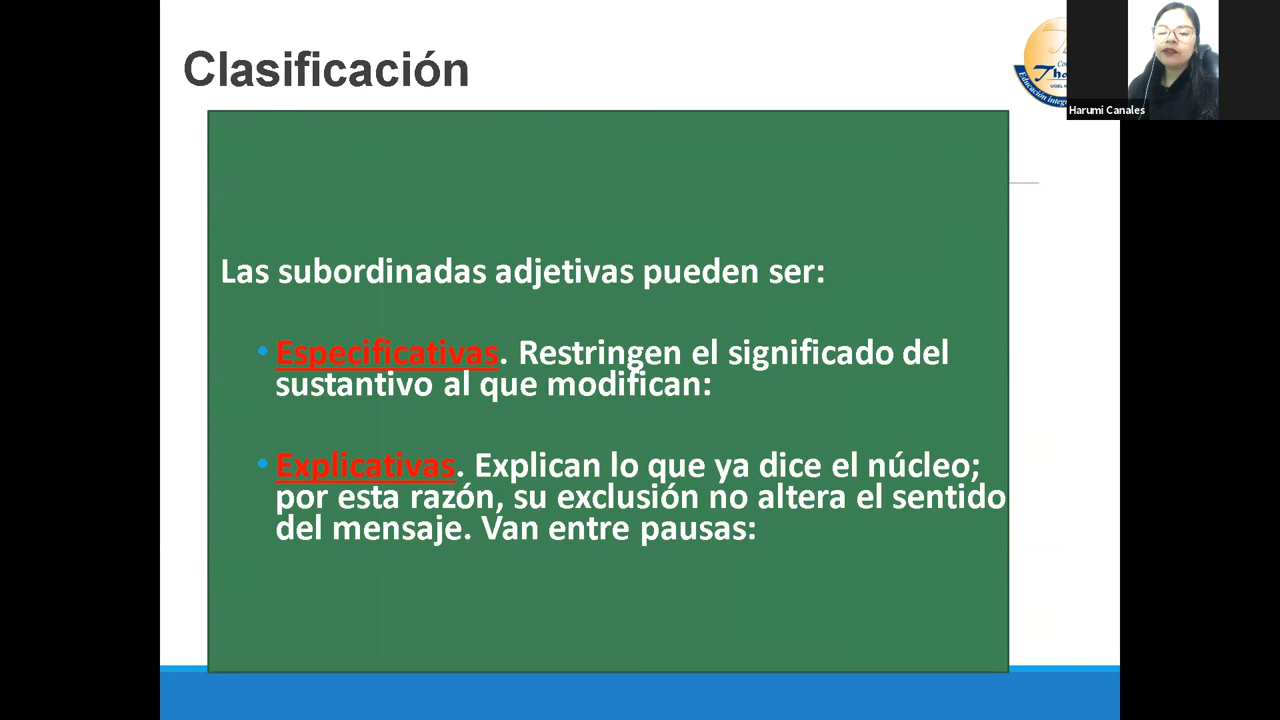 Clasificación
Harumi Canales
Las subordinadas adjetivas pueden ser:
• Especificativas. Restringen el significado del
sustantivo al que modifican:
• Explicativas. Explican lo que ya dice el núcleo;
por esta razón, su exclusión no altera el sentido
del mensaje. Van entre pausas: